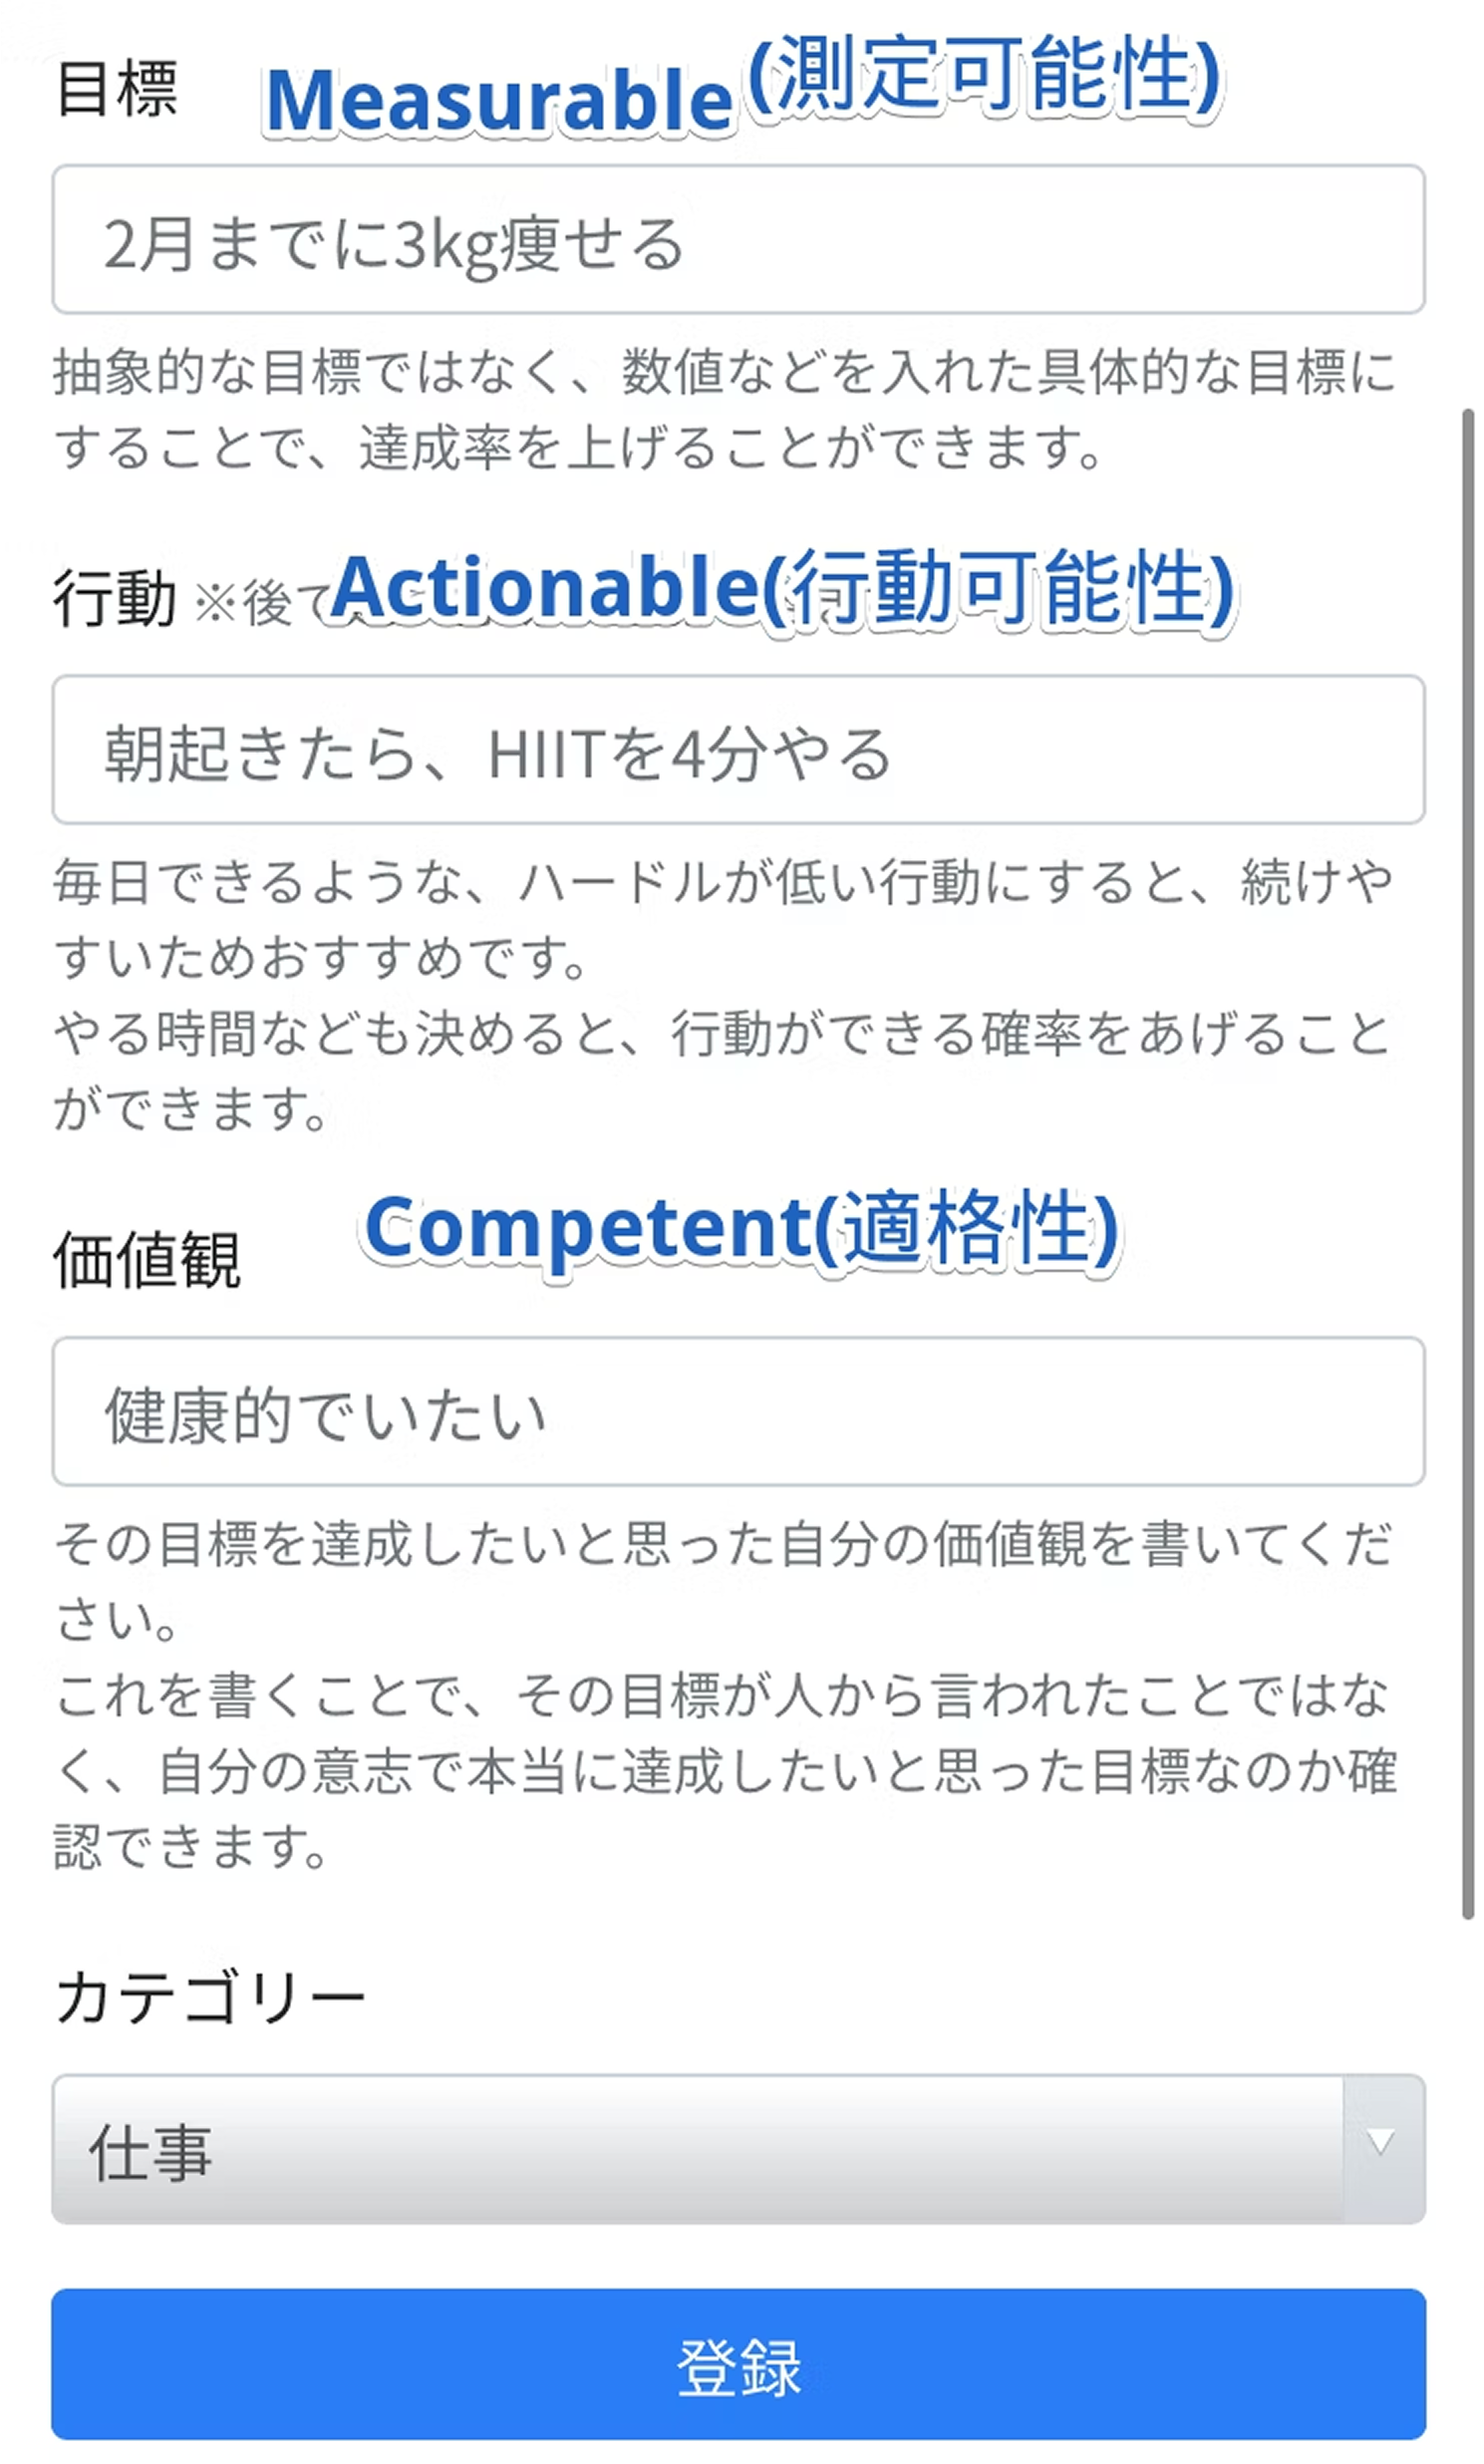 目標 Measurable(測定可能性)
2月までに3kg痩せる
抽象的な目標ではなく、数値などを入れた具体的な目標に
することで、達成率を上げることができます。
行動 ※後で Actionable(行動可能性)
朝起きたら、HIITを4分やる
毎日できるような、ハードルが低い行動にすると、続けや
すいためおすすめです。
やる時間なども決めると、行動ができる確率をあげること
ができます。
価値観 Competent(適格性)
健康的でいたい
その目標を達成したいと思った自分の価値観を書いてくだ
さい。
これを書くことで、その目標が人から言われたことではな
く、自分の意志で本当に達成したいと思った目標なのか確
認できます。
カテゴリー
仕事
登録